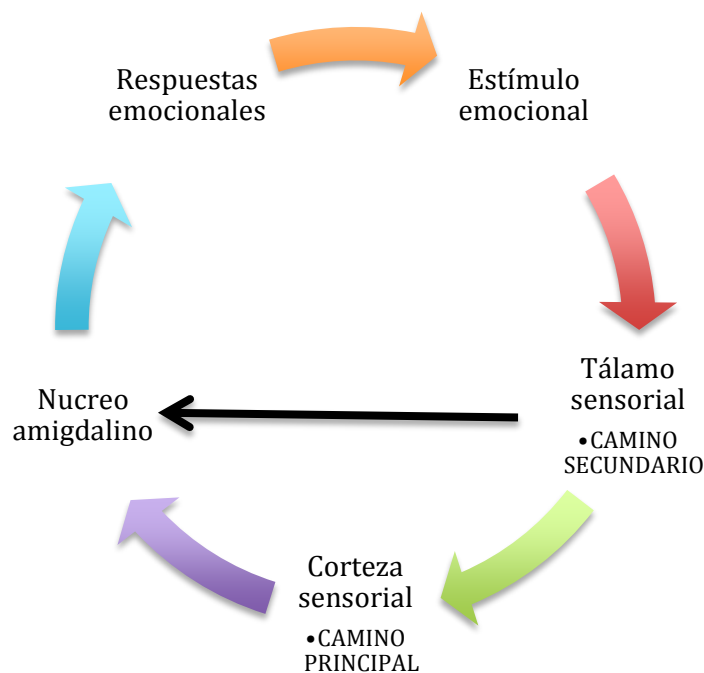 Respuestas
emocionales
Estímulo
emocional
Tálamo
sensorial
•CAMINO
SECUNDARIO
Corteza
sensorial
•CAMINO
PRINCIPAL
Nucreo
amigdalino